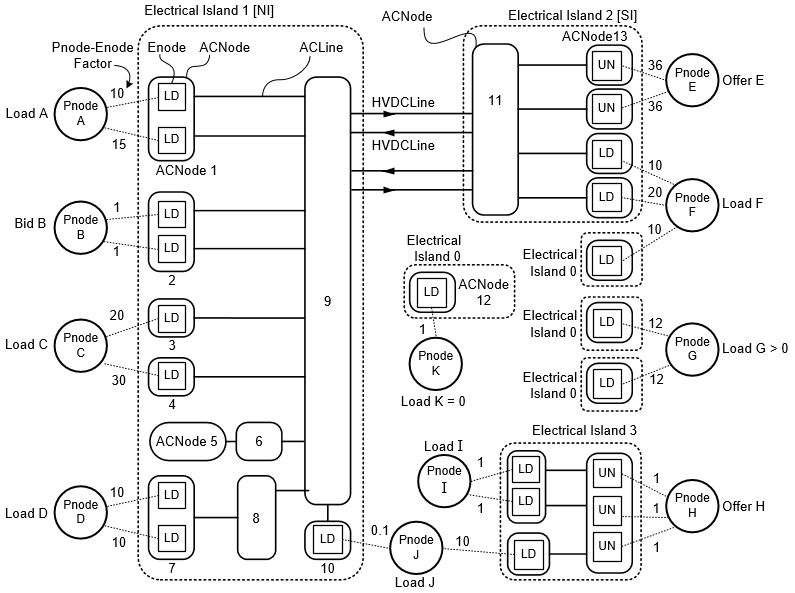 Electrical Island 1 [NI]
ACNode
Electrical Island 2 [SI]
Pnode-Enode
Factor
Enode
ACNode
ACLine
ACNode13
Load A
Pnode
A
10
15
LD
LD
ACNode 1
HVDCLine
HVDCLine
11
UN
UN
LD
LD
36
36
Pnode
E
Offer E
10
20
10
Pnode
F
Load F
Bid B
Pnode
B
1
1
LD
LD
2
9
Electrical
Island 0
LD
ACNode
12
1
Pnode
K
Load K = 0
Electrical
Island 0
LD
Load C
Pnode
C
20
30
LD
3
LD
4
Electrical
Island 0
LD
Electrical
Island 0
LD
12
12
Pnode
G
Load G > 0
ACNode 5
6
Electrical Island 3
Load D
Pnode
D
10
10
LD
LD
7
8
LD
10
0.1
Pnode
J
Load J
10
Load I
Pnode
I
1
1
LD
LD
LD
UN
UN
UN
1
1
1
Pnode
H
Offer H